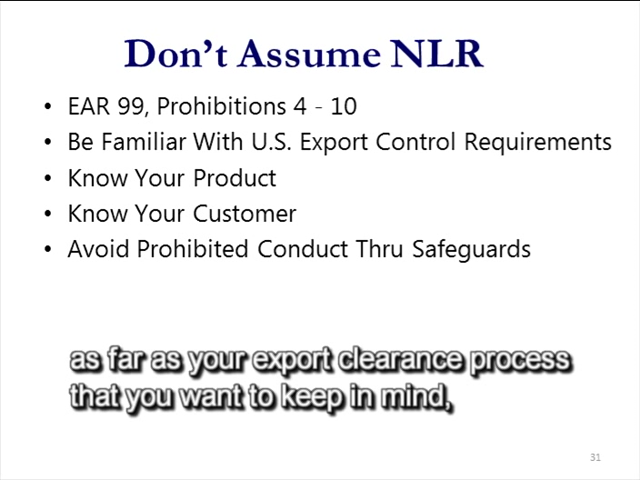 Don't Assume NLR
• EAR 99, Prohibitions 4 - 10
• Be Familiar With U.S. Export Control Requirements
• Know Your Product
• Know Your Customer
• Avoid Prohibited Conduct Thru Safeguards
as far as your export clearance process
that you want to keep in mind,
31